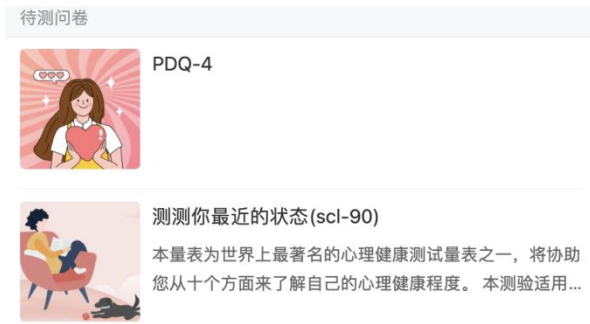 待测问卷
PDQ-4
测测你最近的状态(scl-90)
本量表为世界上最著名的心理健康测试量表之一，将协助
您从十个方面来了解自己的心理健康程度。 本测验适用...